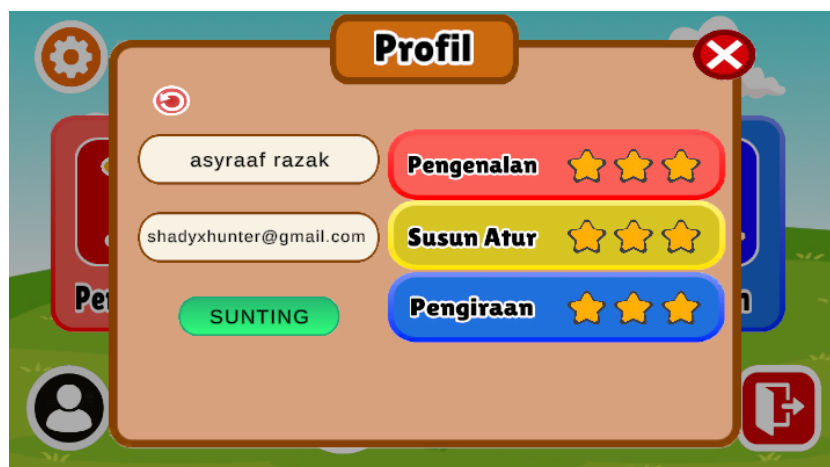 Profil
asyraaf razak
Pengenalan
shadyxhunter@gmail.com
Susun Atur
SUNTING
Pengiraan